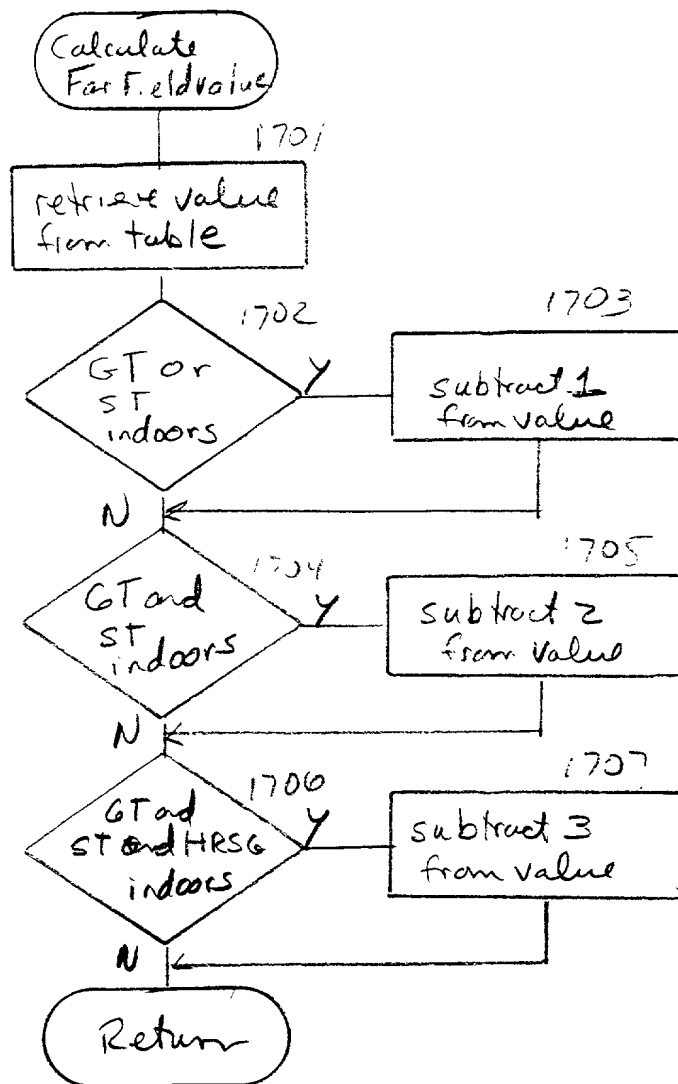 Calculate
Far Field value
1701
retrieve value
from table
1702
GT or
ST
indoors
Y
1703
subtract 1
from value
N
1704
GT and
ST
indoors
Y
1705
subtract 2
from value
N
1706
GT and
ST and HRSG
indoors
Y
1707
subtract 3
from value
N
Return